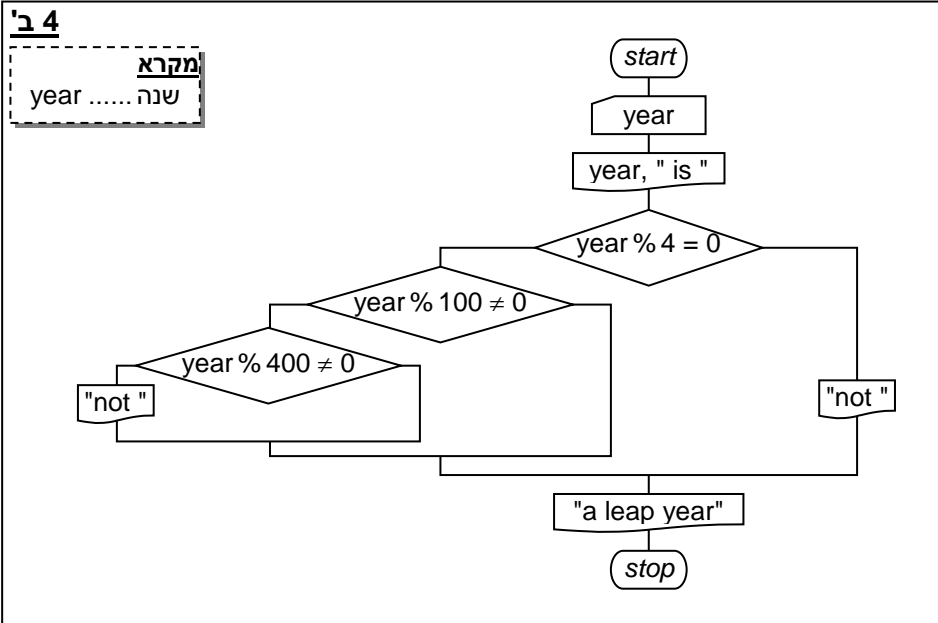 4 ב'
מקרא
שנה ...... year
start
year
year, " is "
year % 4 = 0
year % 100 ≠ 0
year % 400 ≠ 0
"not "
"not "
"a leap year"
stop